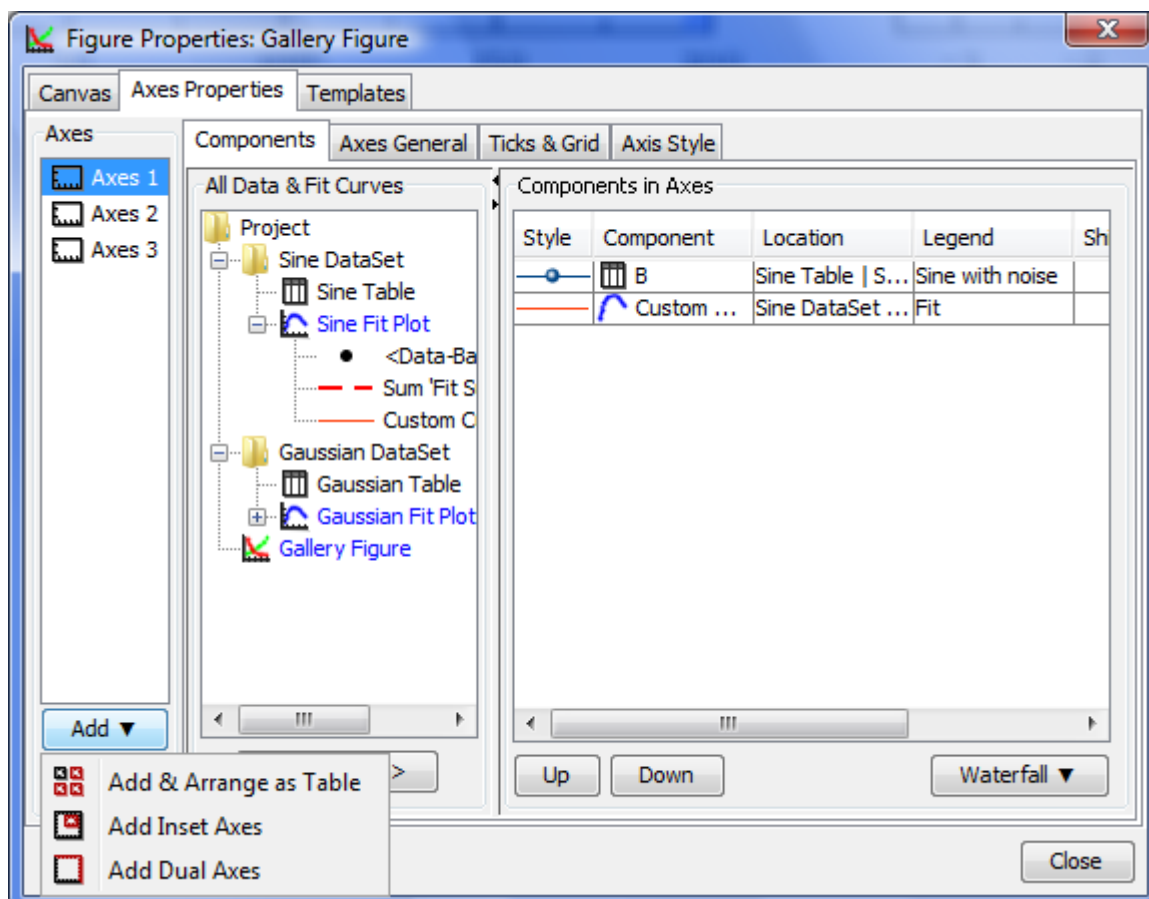 Figure Properties: Gallery Figure
Canvas Axes Properties Templates
Axes
Axes 1
Axes 2
Axes 3
Add ▼
Add & Arrange as Table
Add Inset Axes
Add Dual Axes
Components Axes General Ticks & Grid Axis Style
All Data & Fit Curves
Project
Sine DataSet
Sine Table
Sine Fit Plot
<Data-Ba
Sum 'Fit S
Custom C
Gaussian DataSet
Gaussian Table
Gaussian Fit Plot
Gallery Figure
>
Components in Axes
Style Component Location Legend Shi
B Sine Table | S... Sine with noise
Custom ... Sine DataSet ... Fit
Up Down Waterfall ▼
Close